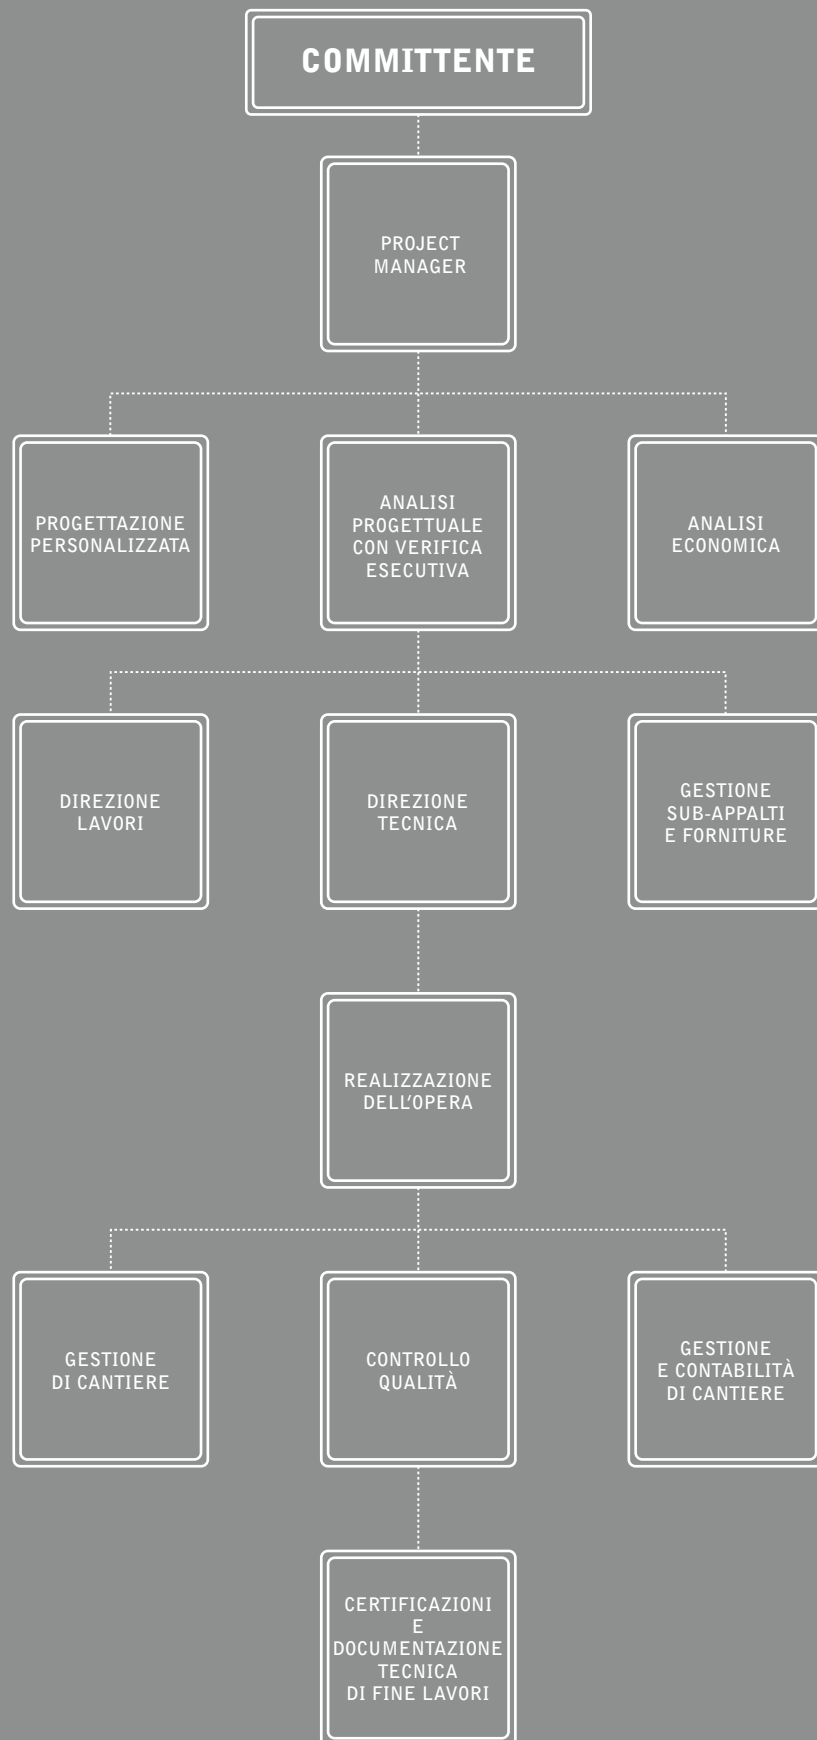 COMMITTENTE
PROJECT
MANAGER
PROGETTAZIONE
PERSONALIZZATA
ANALISI
PROGETTUALE
CON VERIFICA
ESECUTIVA
ANALISI
ECONOMICA
DIREZIONE
LAVORI
DIREZIONE
TECNICA
GESTIONE
SUB-APPALTI
E FORNITURE
REALIZZAZIONE
DELL'OPERA
GESTIONE
DI CANTIERE
CONTROLLO
QUALITÀ
GESTIONE
E CONTABILITÀ
DI CANTIERE
CERTIFICAZIONI
E
DOCUMENTAZIONE
TECNICA
DI FINE LAVORI